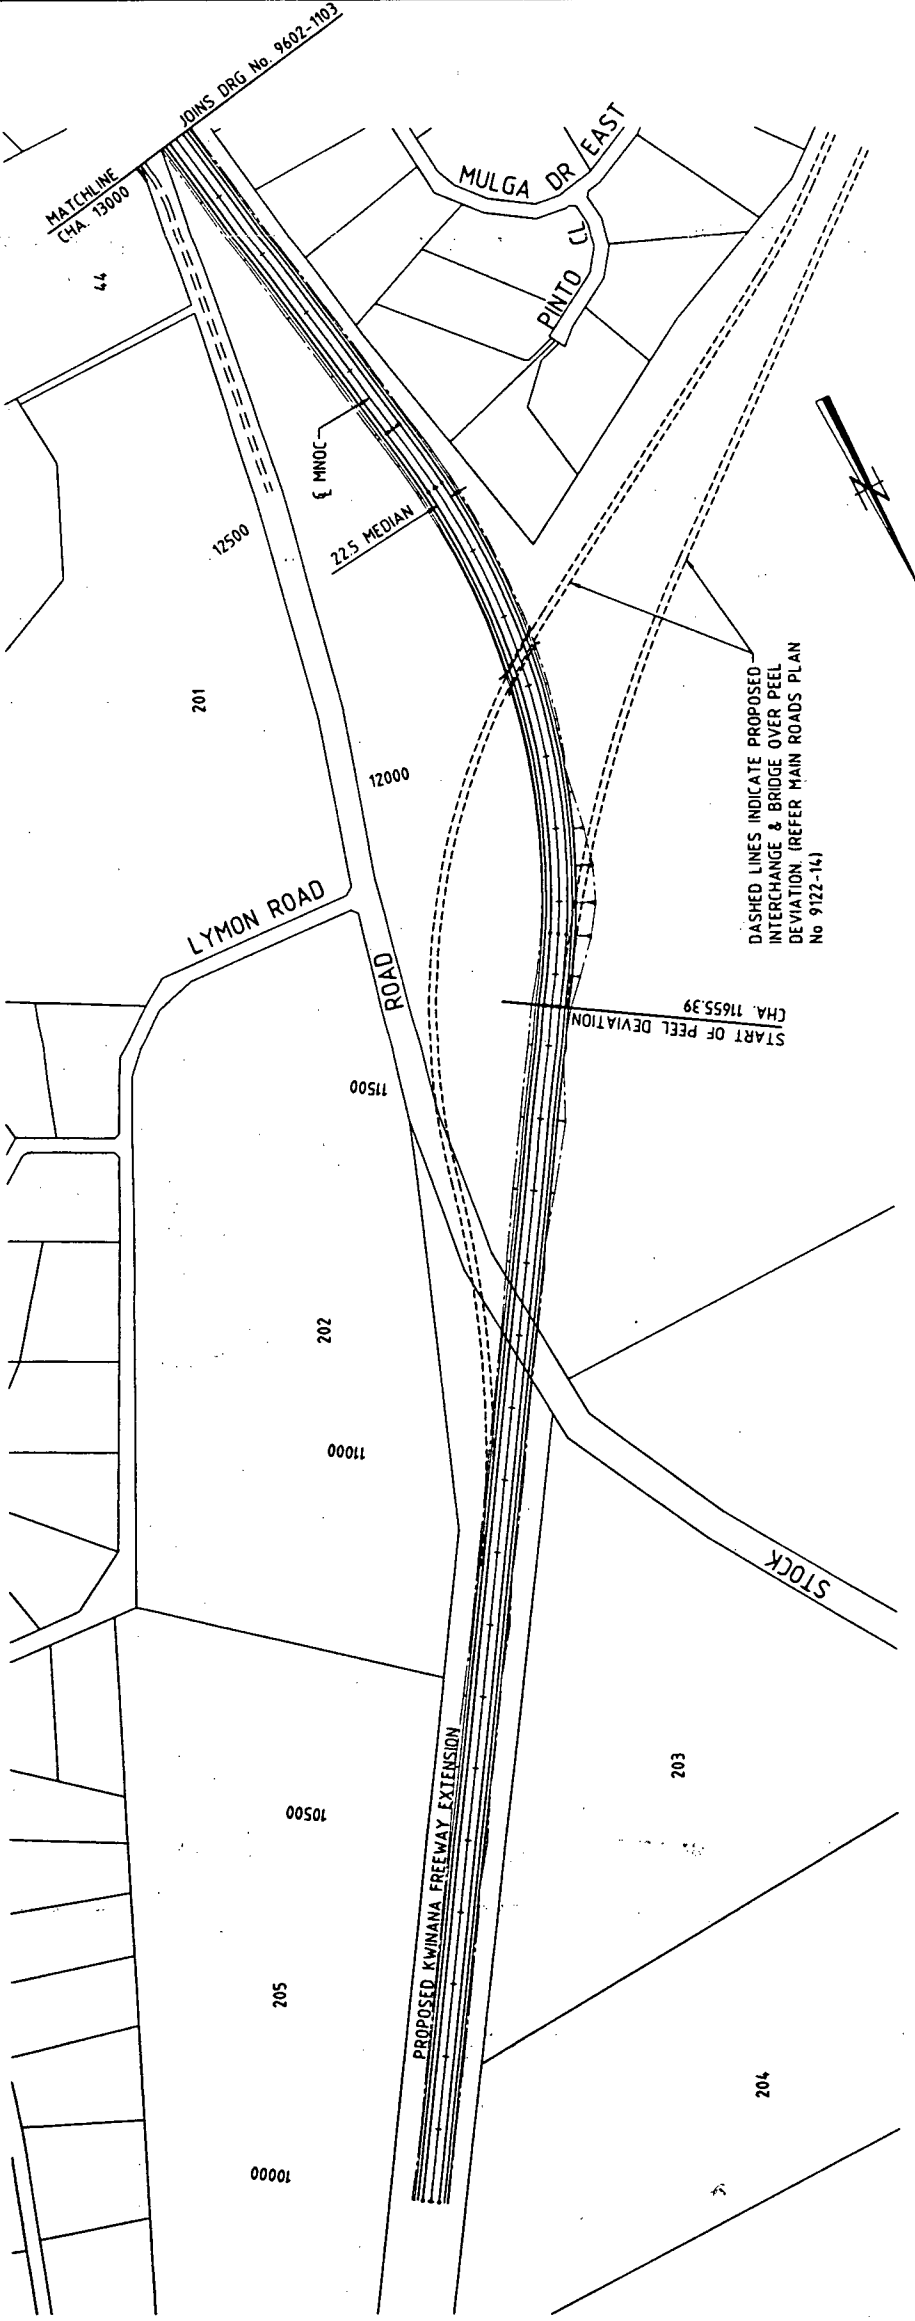 JOINS DRG No. 9602-1103
MATCHLINE
CHA. 13000
44
MULGA DR EAST
PINTO CL
℄ MNOC
22.5 MEDIAN
12500
201
12000
LYMON ROAD
ROAD
DASHED LINES INDICATE PROPOSED
INTERCHANGE & BRIDGE OVER PEEL
DEVIATION. (REFER MAIN ROADS PLAN
No 9122-14)
START OF PEEL DEVIATION
CHA. 11655.39
11500
202
11000
STOCK
PROPOSED KWINANA FREEWAY EXTENSION
203
10500
205
204
10000
N